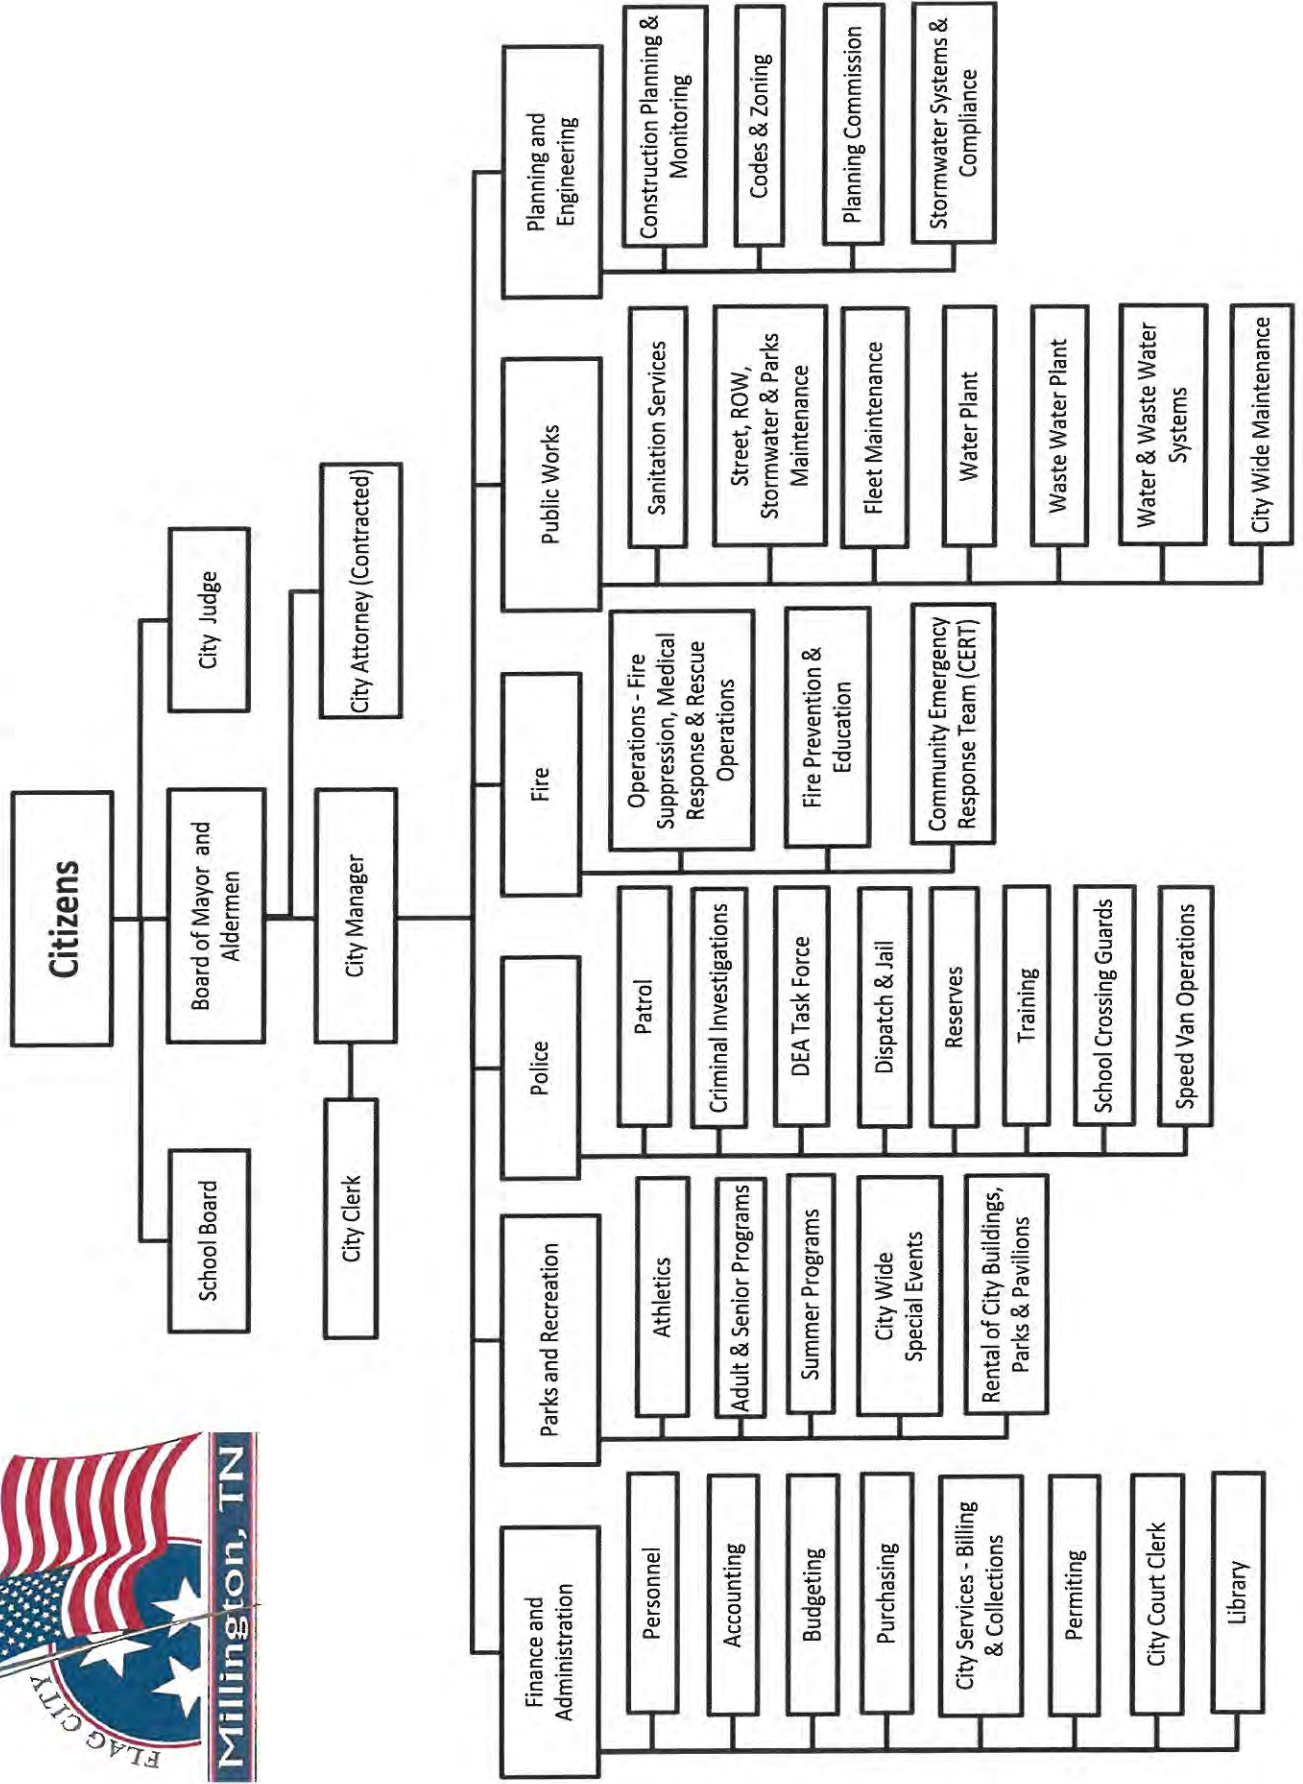 FLAG CITY
Millington, TN
Citizens
School Board
Board of Mayor and
Aldermen
City Judge
City Clerk
City Manager
City Attorney (Contracted)
Finance and
Administration
Personnel
Accounting
Budgeting
Purchasing
City Services - Billing
& Collections
Permiting
City Court Clerk
Library
Parks and Recreation
Athletics
Adult & Senior Programs
Summer Programs
City Wide
Special Events
Rental of City Buildings,
Parks & Pavilions
Police
Patrol
Criminal Investigations
DEA Task Force
Dispatch & Jail
Reserves
Training
School Crossing Guards
Speed Van Operations
Fire
Operations - Fire
Suppression, Medical
Response & Rescue
Operations
Fire Prevention &
Education
Community Emergency
Response Team (CERT)
Public Works
Sanitation Services
Street, ROW,
Stormwater & Parks
Maintenance
Fleet Maintenance
Water Plant
Waste Water Plant
Water & Waste Water
Systems
City Wide Maintenance
Planning and
Engineering
Construction Planning &
Monitoring
Codes & Zoning
Planning Commission
Stormwater Systems &
Compliance